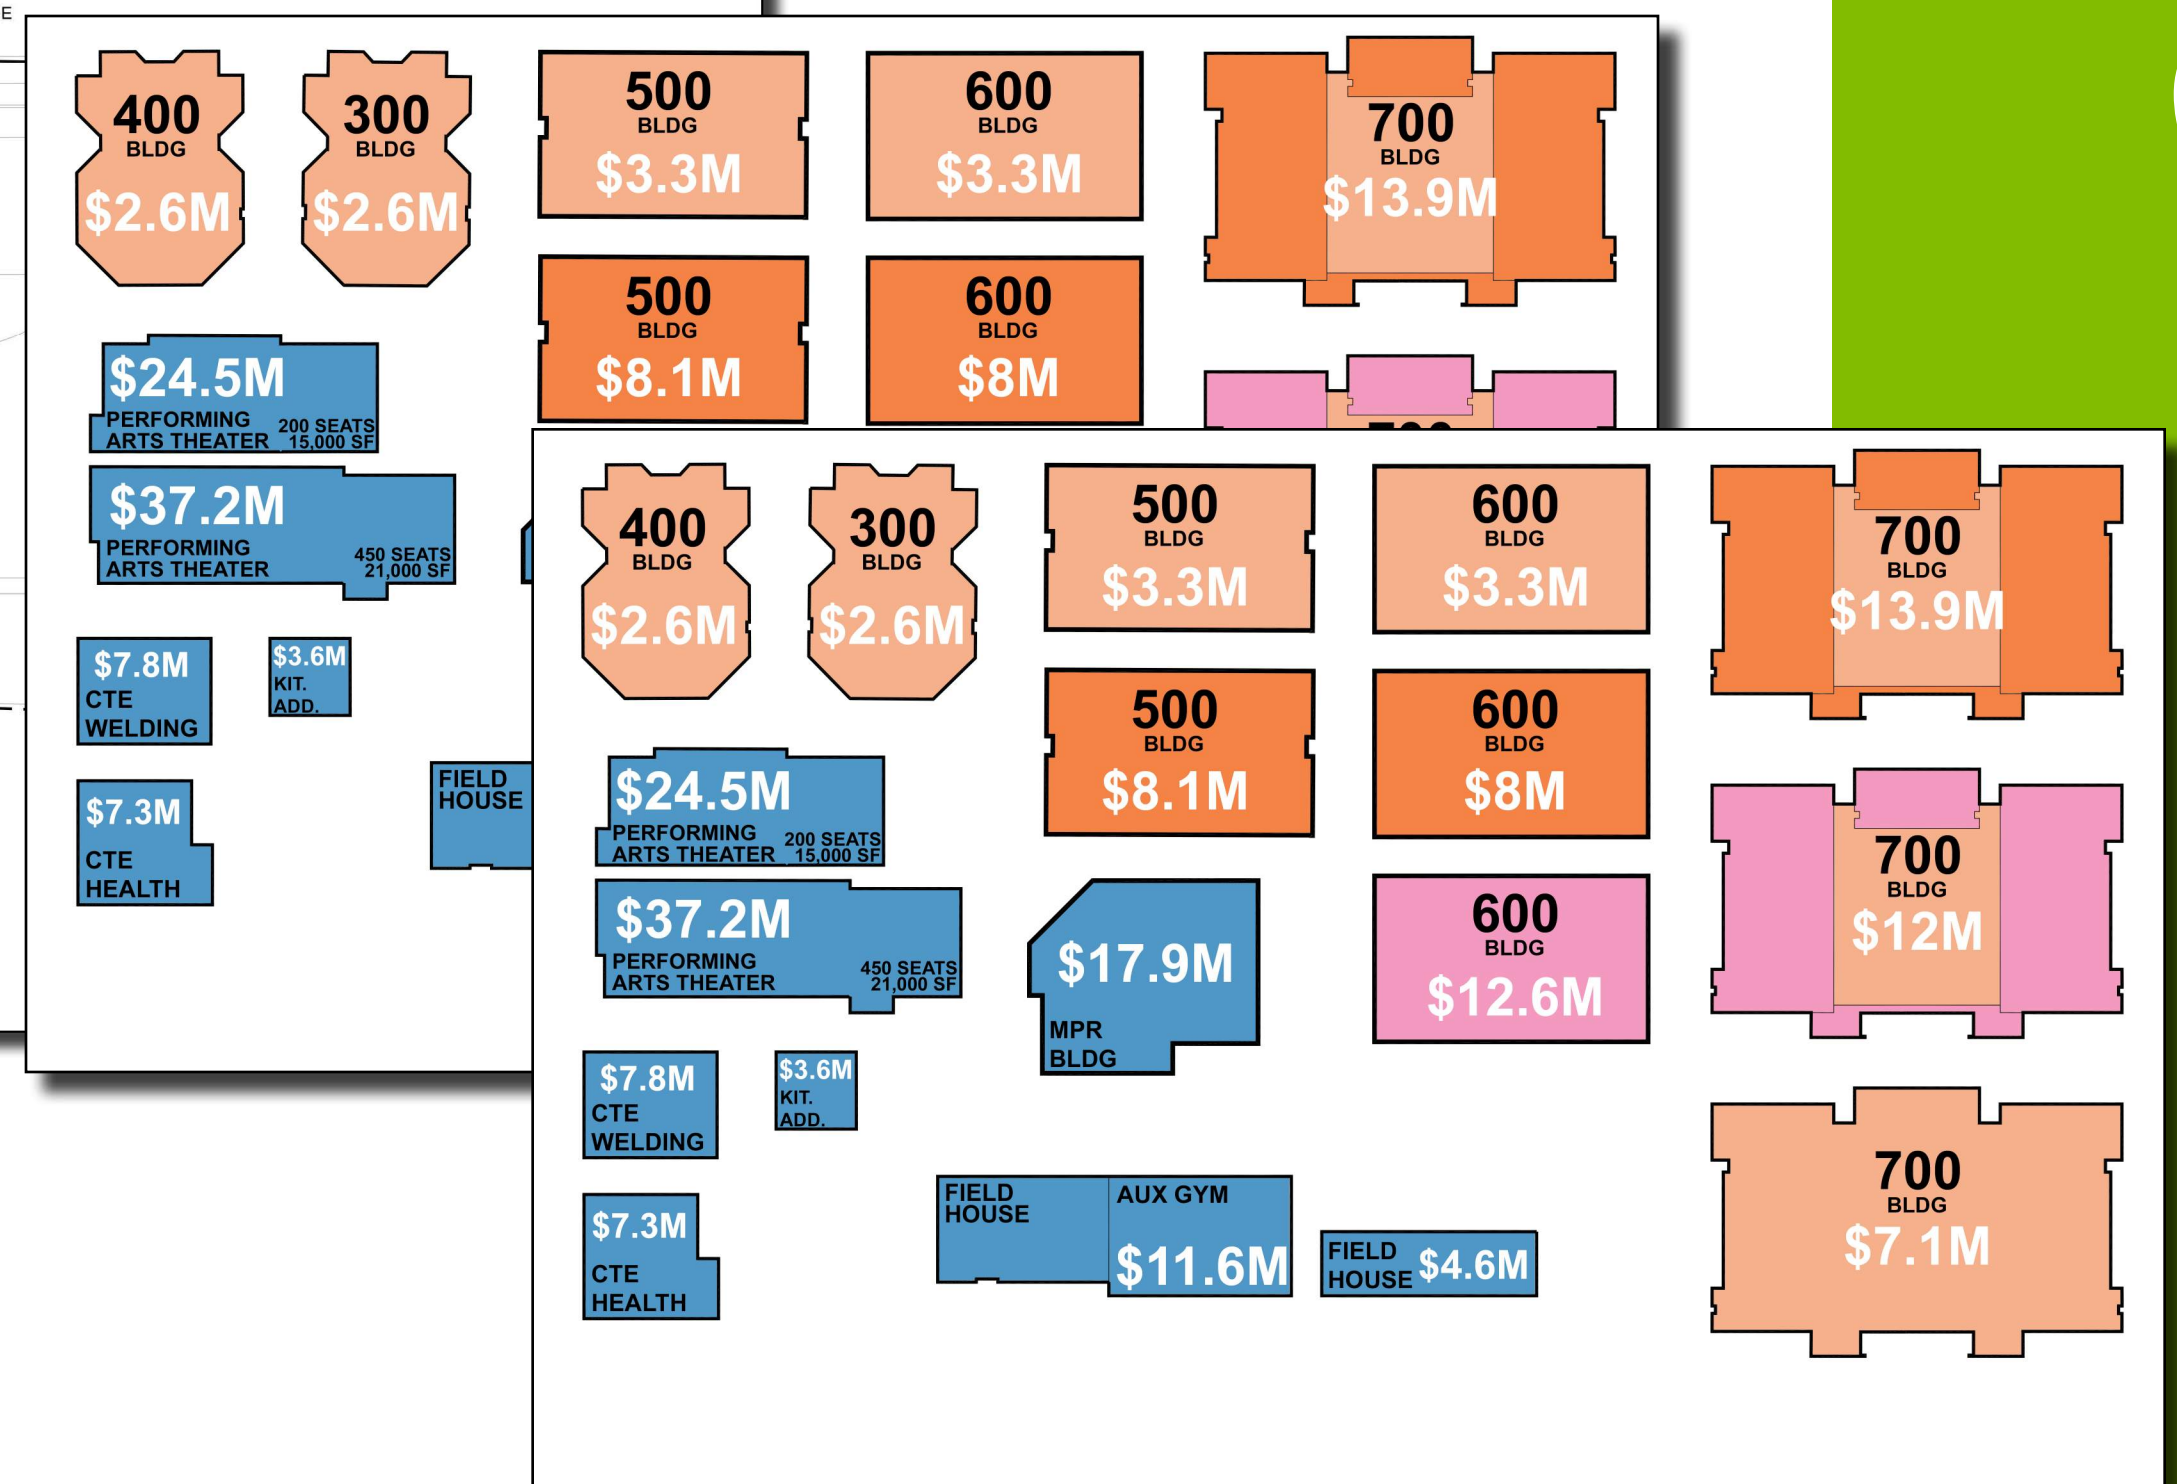 E
400
BLDG
$2.6M
300
BLDG
$2.6M
500
BLDG
$3.3M
600
BLDG
$3.3M
700
BLDG
$13.9M
500
BLDG
$8.1M
600
BLDG
$8M
$24.5M
PERFORMING
ARTS THEATER
200 SEATS
15,000 SF
$37.2M
PERFORMING
ARTS THEATER
450 SEATS
21,000 SF
$7.8M
CTE
WELDING
$3.6M
KIT.
ADD.
$7.3M
CTE
HEALTH
FIELD
HOUSE
400
BLDG
$2.6M
300
BLDG
$2.6M
500
BLDG
$3.3M
600
BLDG
$3.3M
700
BLDG
$13.9M
500
BLDG
$8.1M
600
BLDG
$8M
$24.5M
PERFORMING
ARTS THEATER
200 SEATS
15,000 SF
$37.2M
PERFORMING
ARTS THEATER
450 SEATS
21,000 SF
$17.9M
MPR
BLDG
600
BLDG
$12.6M
700
BLDG
$12M
$7.8M
CTE
WELDING
$3.6M
KIT.
ADD.
$7.3M
CTE
HEALTH
FIELD
HOUSE
AUX GYM
$11.6M
FIELD
HOUSE
$4.6M
700
BLDG
$7.1M